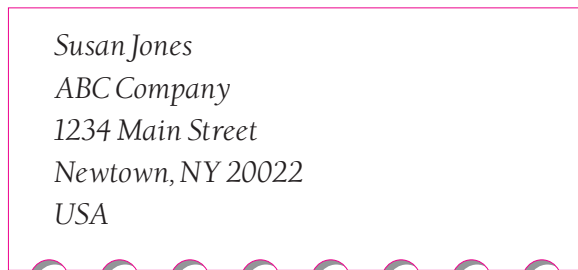 Susan Jones
ABC Company
1234 Main Street
Newtown, NY 20022
USA